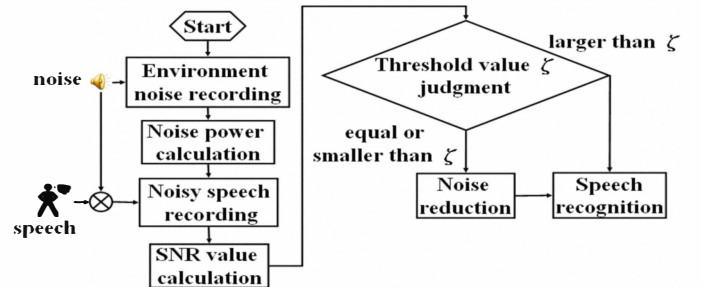 Start
noise
Environment
noise recording
Noise power
calculation
Noisy speech
recording
speech
SNR value
calculation
Threshold value ζ
judgment
larger than ζ
equal or
smaller than ζ
Noise
reduction
Speech
recognition